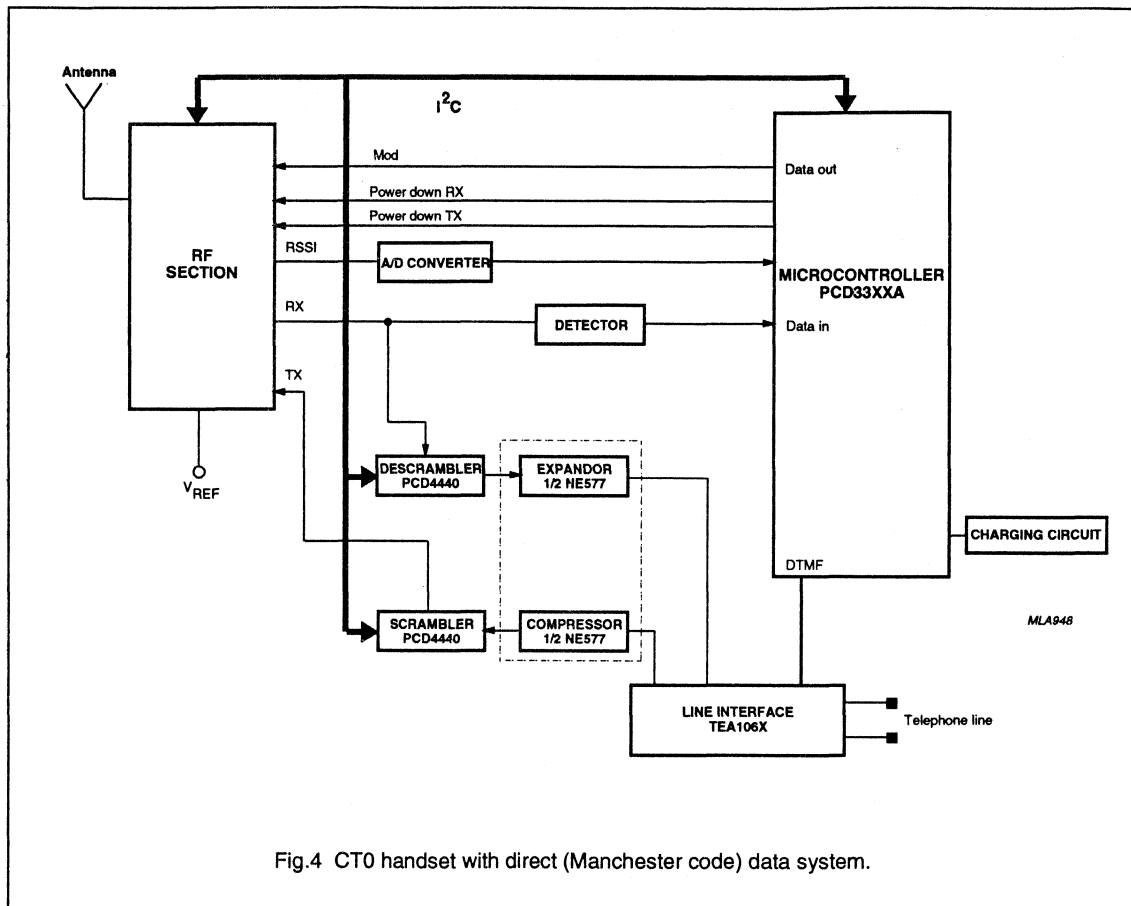 Antenna
I²C
Mod
Data out
Power down RX
Power down TX
RF
SECTION
RSSI
A/D CONVERTER
MICROCONTROLLER
PCD33XXA
RX
DETECTOR
Data in
TX
VREF
DESCRAMBLER
PCD4440
EXPANDOR
1/2 NE577
CHARGING CIRCUIT
DTMF
SCRAMBLER
PCD4440
COMPRESSOR
1/2 NE577
MLA948
LINE INTERFACE
TEA106X
Telephone line
Fig.4 CT0 handset with direct (Manchester code) data system.